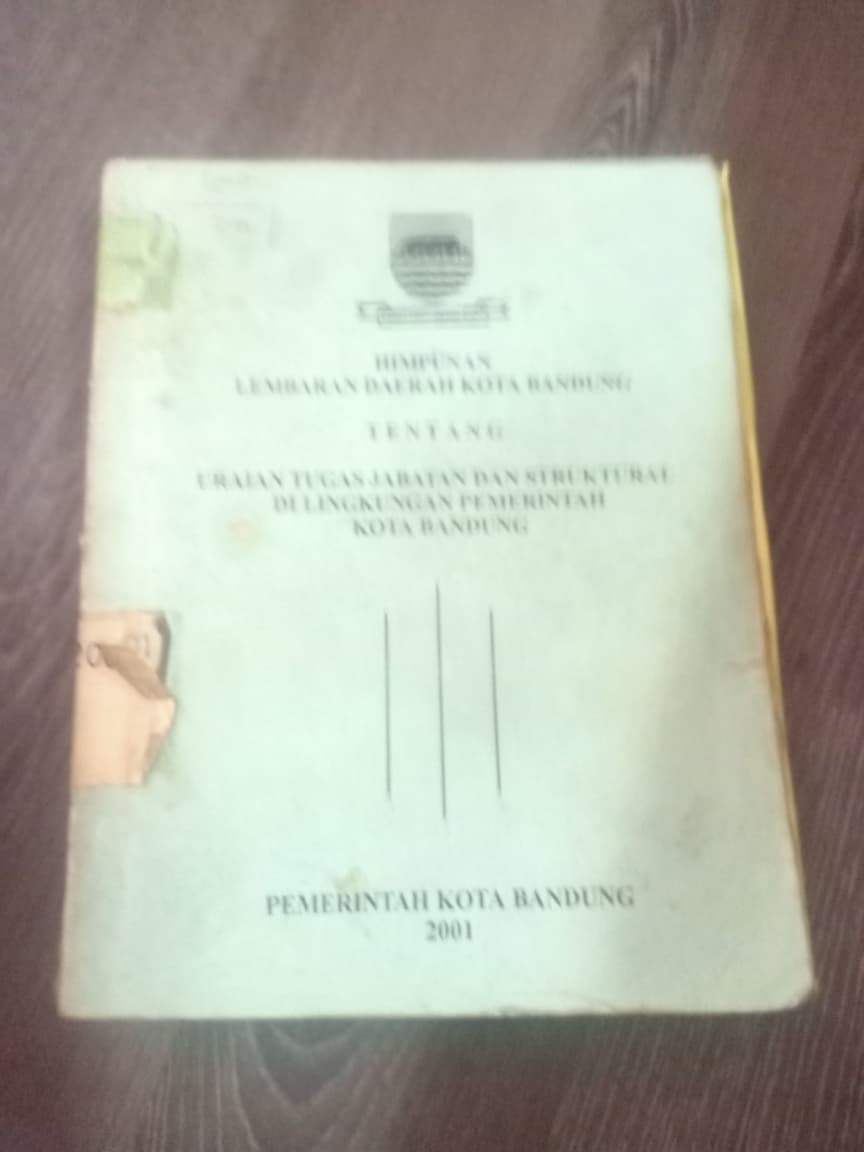 HIMPUNAN
LEMBARAN DAERAH KOTA BANDUNG
TENTANG
URAIAN TUGAS JABATAN DAN STRUKTURAL
DI LINGKUNGAN PEMERINTAH
KOTA BANDUNG
PEMERINTAH KOTA BANDUNG
2001